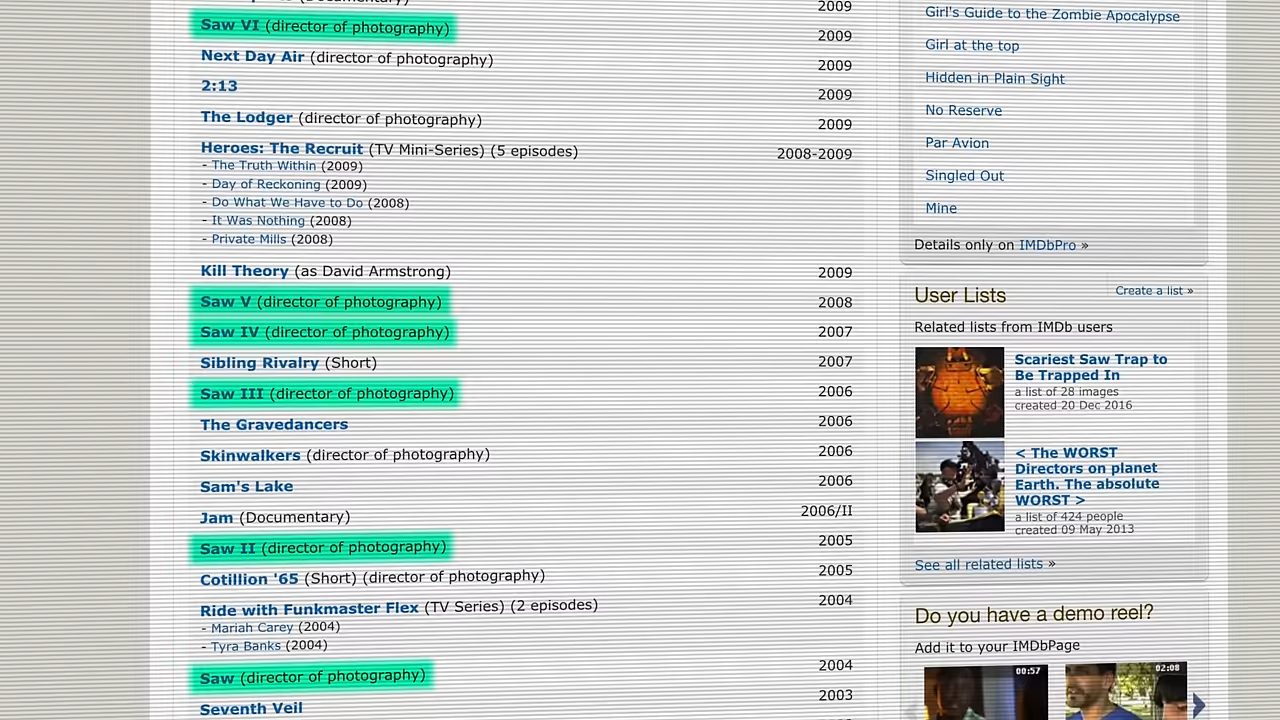 2009
Saw VI (director of photography) 2009
Next Day Air (director of photography) 2009
2:13 2009
The Lodger (director of photography) 2009
Heroes: The Recruit (TV Mini-Series) (5 episodes) 2008-2009
- The Truth Within (2009)
- Day of Reckoning (2009)
- Do What We Have to Do (2008)
- It Was Nothing (2008)
- Private Mills (2008)
Kill Theory (as David Armstrong) 2009
Saw V (director of photography) 2008
Saw IV (director of photography) 2007
Sibling Rivalry (Short) 2007
Saw III (director of photography) 2006
The Gravedancers 2006
Skinwalkers (director of photography) 2006
Sam's Lake 2006
Jam (Documentary) 2006/II
Saw II (director of photography) 2005
Cotillion '65 (Short) (director of photography) 2005
Ride with Funkmaster Flex (TV Series) (2 episodes) 2004
- Mariah Carey (2004)
- Tyra Banks (2004)
Saw (director of photography) 2004
Seventh Veil 2003
Girl's Guide to the Zombie Apocalypse
Girl at the top
Hidden in Plain Sight
No Reserve
Par Avion
Singled Out
Mine
Details only on IMDbPro »
User Lists
Create a list »
Related lists from IMDb users
Scariest Saw Trap to
Be Trapped In
a list of 28 images
created 20 Dec 2016
< The WORST
Directors on planet
Earth. The absolute
WORST >
a list of 424 people
created 09 May 2013
See all related lists »
Do you have a demo reel?
Add it to your IMDbPage
00:57
02:08